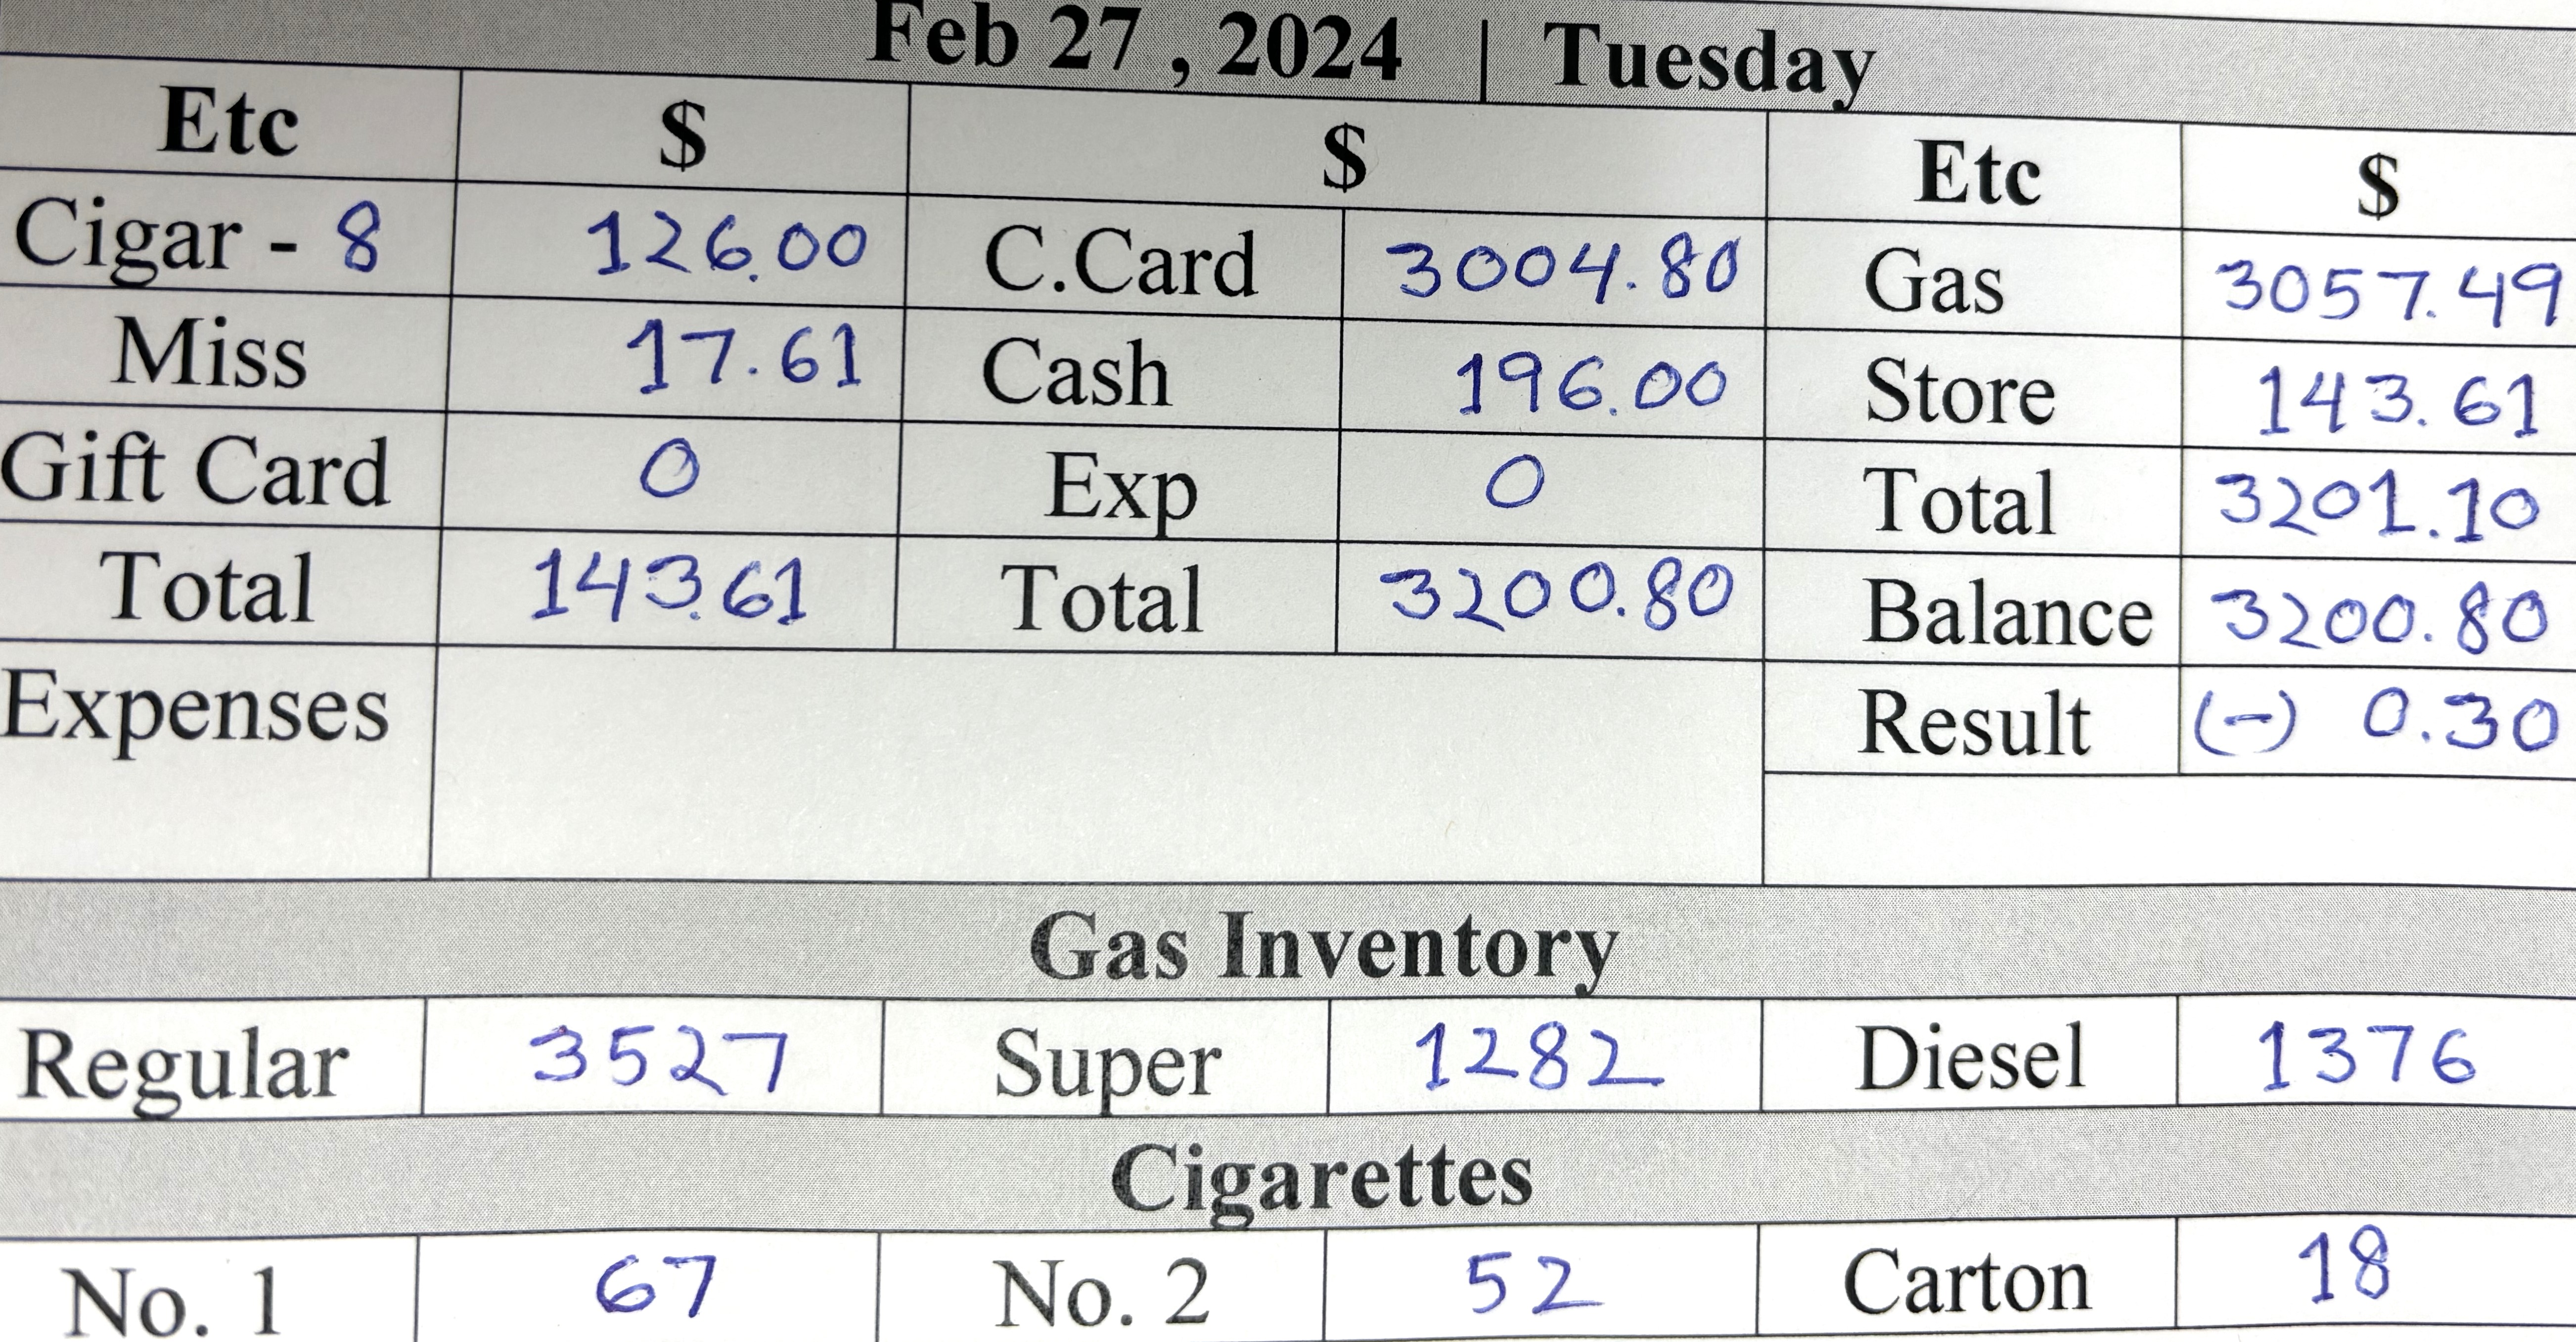 Feb 27 , 2024 | Tuesday
Etc $ $ Etc $
Cigar - 8 126.00 C.Card 3004.80 Gas 3057.49
Miss 17.61 Cash 196.00 Store 143.61
Gift Card 0 Exp 0 Total 3201.10
Total 143.61 Total 3200.80 Balance 3200.80
Expenses Result (-) 0.30
Gas Inventory
Regular 3527 Super 1282 Diesel 1376
Cigarettes
No. 1 67 No. 2 52 Carton 18